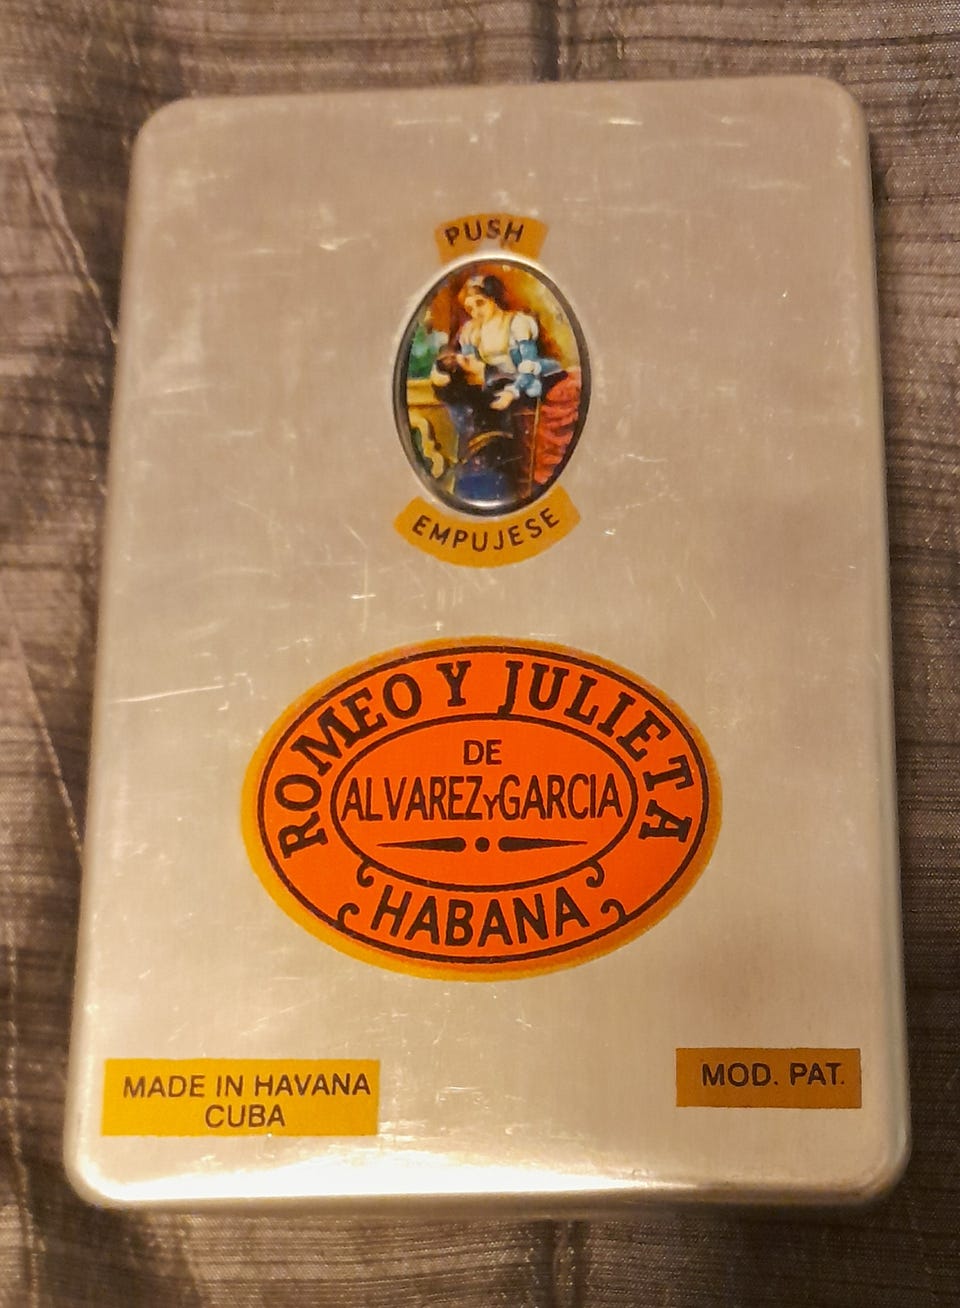 PUSH
EMPUJESE
ROMEO Y JULIETA
DE
ALVAREZ Y GARCIA
HABANA
MADE IN HAVANA
CUBA
MOD. PAT.